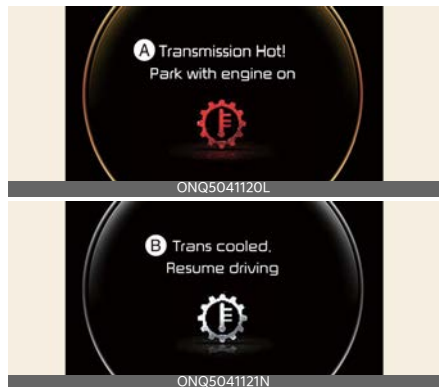 A Transmission Hot!
Park with engine on
ONQ5041120L
B Trans cooled,
Resume driving
ONQ5041121N